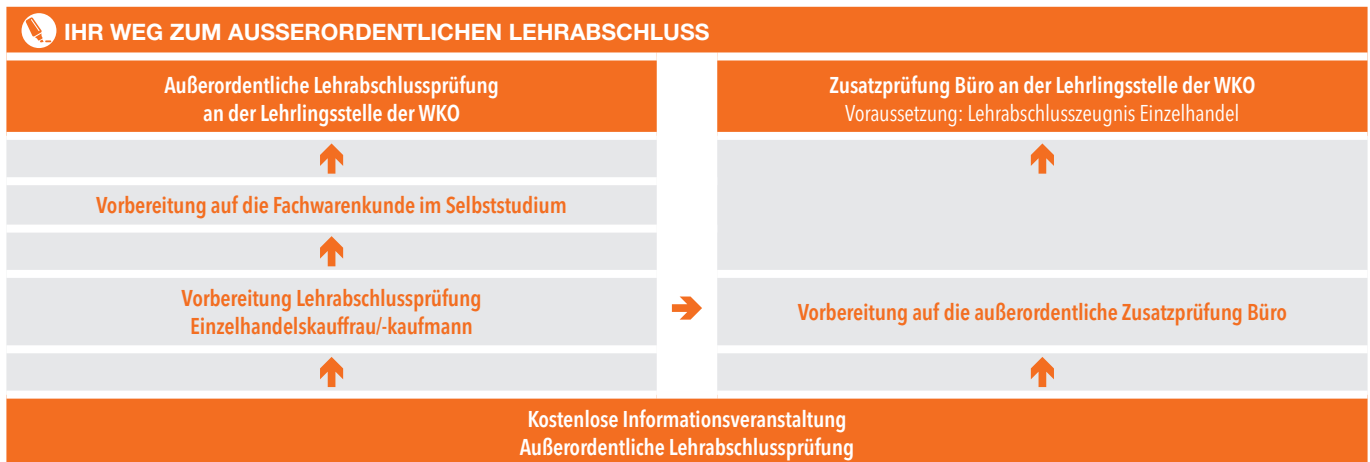 IHR WEG ZUM AUSSERORDENTLICHEN LEHRABSCHLUSS
Außerordentliche Lehrabschlussprüfung
an der Lehrlingsstelle der WKO
Zusatzprüfung Büro an der Lehrlingsstelle der WKO
Voraussetzung: Lehrabschlusszeugnis Einzelhandel
Vorbereitung auf die Fachwarenkunde im Selbststudium
Vorbereitung Lehrabschlussprüfung
Einzelhandelskauffrau/-kaufmann
Vorbereitung auf die außerordentliche Zusatzprüfung Büro
Kostenlose Informationsveranstaltung
Außerordentliche Lehrabschlussprüfung